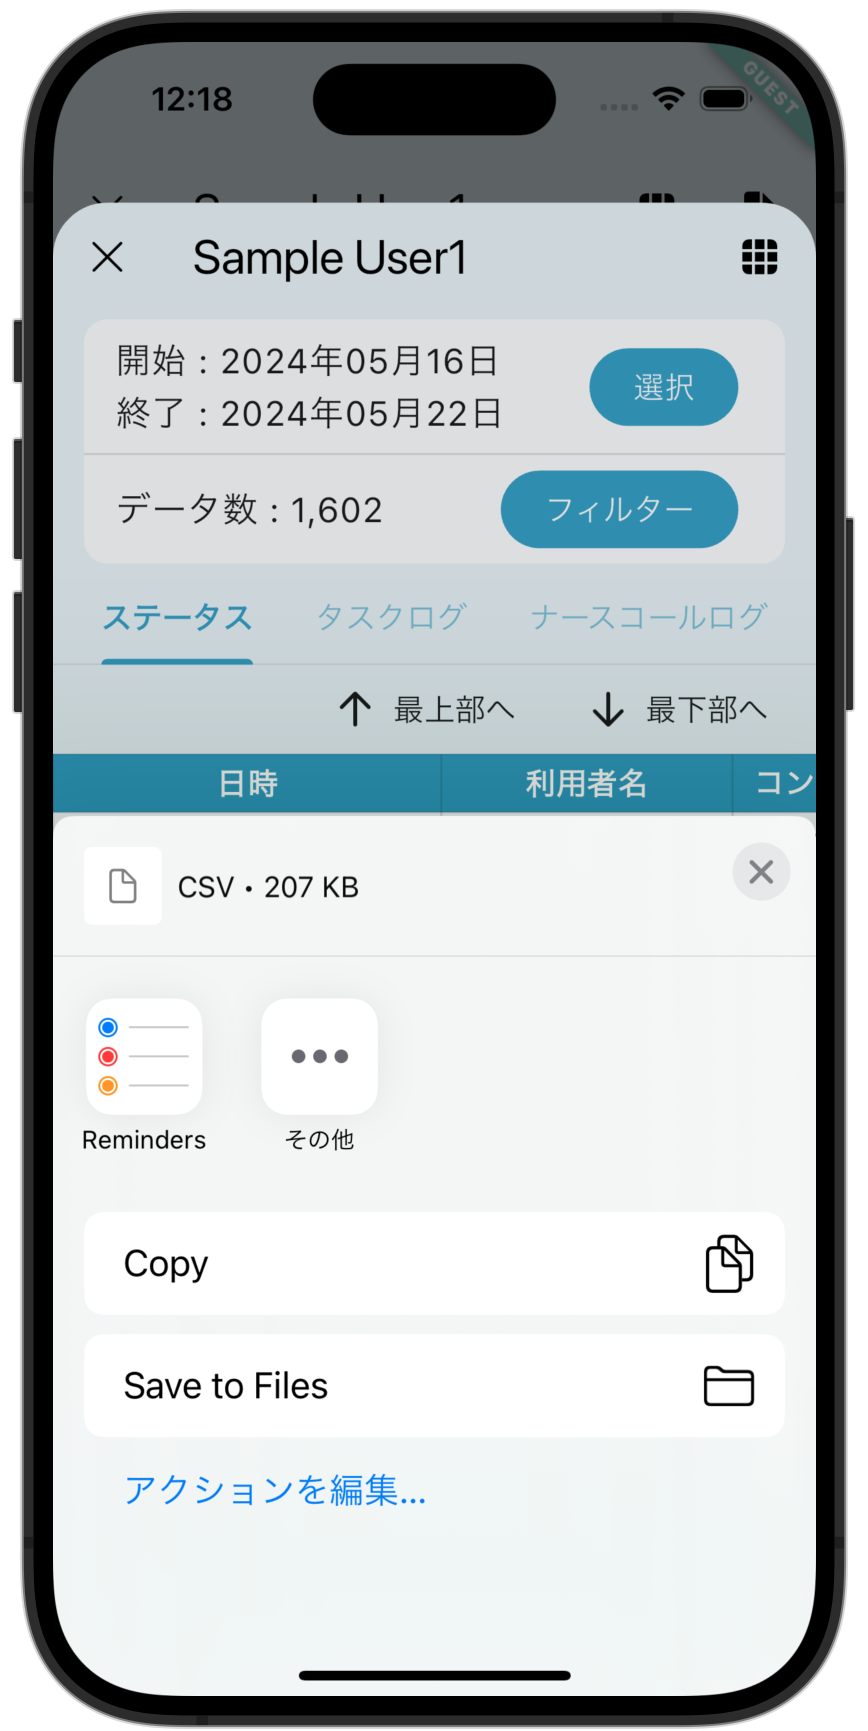 12:18
GUEST
Sample User1
開始：2024年05月16日
選択
終了：2024年05月22日
データ数：1,602
フィルター
ステータス
タスクログ
ナースコールログ
↑ 最上部へ
↓ 最下部へ
日時
利用者名
コン
CSV • 207 KB
Reminders
その他
Copy
Save to Files
アクションを編集...